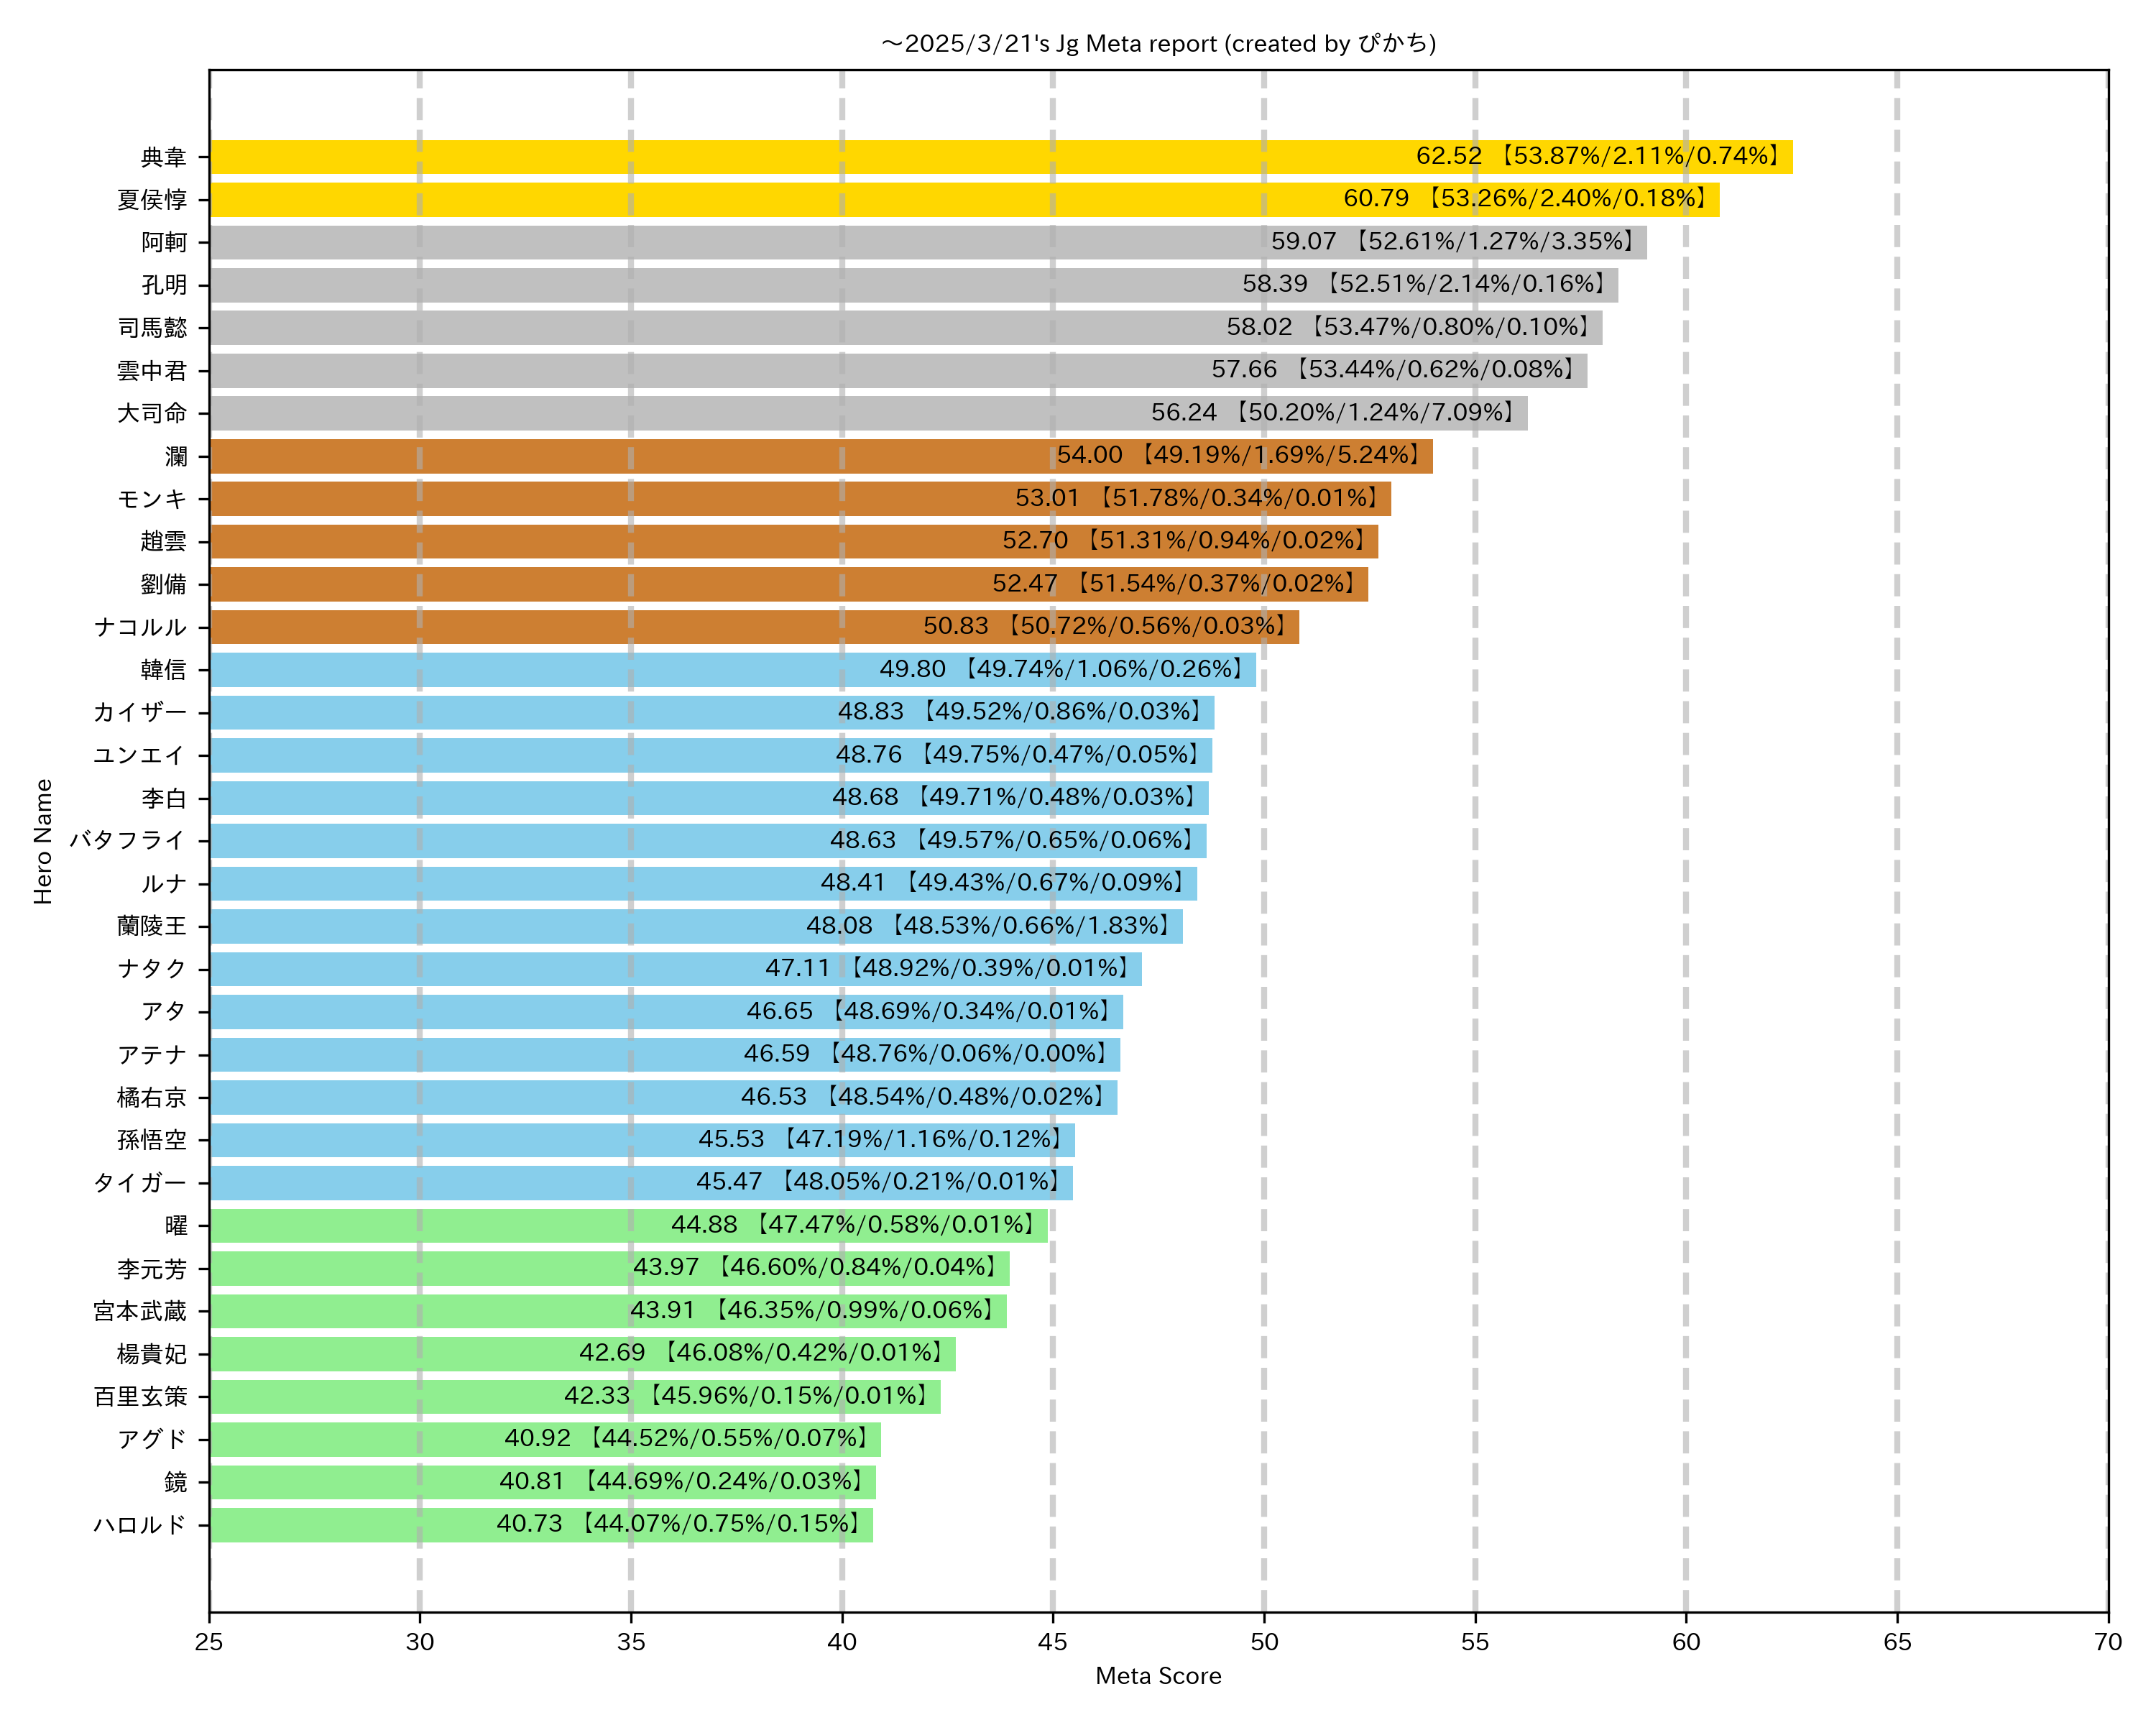 ～2025/3/21's Jg Meta report (created by ぴかち)
Hero Name
典韋 62.52 【53.87%/2.11%/0.74%】
夏侯惇 60.79 【53.26%/2.40%/0.18%】
阿軻 59.07 【52.61%/1.27%/3.35%】
孔明 58.39 【52.51%/2.14%/0.16%】
司馬懿 58.02 【53.47%/0.80%/0.10%】
雲中君 57.66 【53.44%/0.62%/0.08%】
大司命 56.24 【50.20%/1.24%/7.09%】
瀾 54.00 【49.19%/1.69%/5.24%】
モンキ 53.01 【51.78%/0.34%/0.01%】
趙雲 52.70 【51.31%/0.94%/0.02%】
劉備 52.47 【51.54%/0.37%/0.02%】
ナコルル 50.83 【50.72%/0.56%/0.03%】
韓信 49.80 【49.74%/1.06%/0.26%】
カイザー 48.83 【49.52%/0.86%/0.03%】
ユンエイ 48.76 【49.75%/0.47%/0.05%】
李白 48.68 【49.71%/0.48%/0.03%】
バタフライ 48.63 【49.57%/0.65%/0.06%】
ルナ 48.41 【49.43%/0.67%/0.09%】
蘭陵王 48.08 【48.53%/0.66%/1.83%】
ナタク 47.11 【48.92%/0.39%/0.01%】
アタ 46.65 【48.69%/0.34%/0.01%】
アテナ 46.59 【48.76%/0.06%/0.00%】
橘右京 46.53 【48.54%/0.48%/0.02%】
孫悟空 45.53 【47.19%/1.16%/0.12%】
タイガー 45.47 【48.05%/0.21%/0.01%】
曜 44.88 【47.47%/0.58%/0.01%】
李元芳 43.97 【46.60%/0.84%/0.04%】
宮本武蔵 43.91 【46.35%/0.99%/0.06%】
楊貴妃 42.69 【46.08%/0.42%/0.01%】
百里玄策 42.33 【45.96%/0.15%/0.01%】
アグド 40.92 【44.52%/0.55%/0.07%】
鏡 40.81 【44.69%/0.24%/0.03%】
ハロルド 40.73 【44.07%/0.75%/0.15%】
25 30 35 40 45 50 55 60 65 70
Meta Score